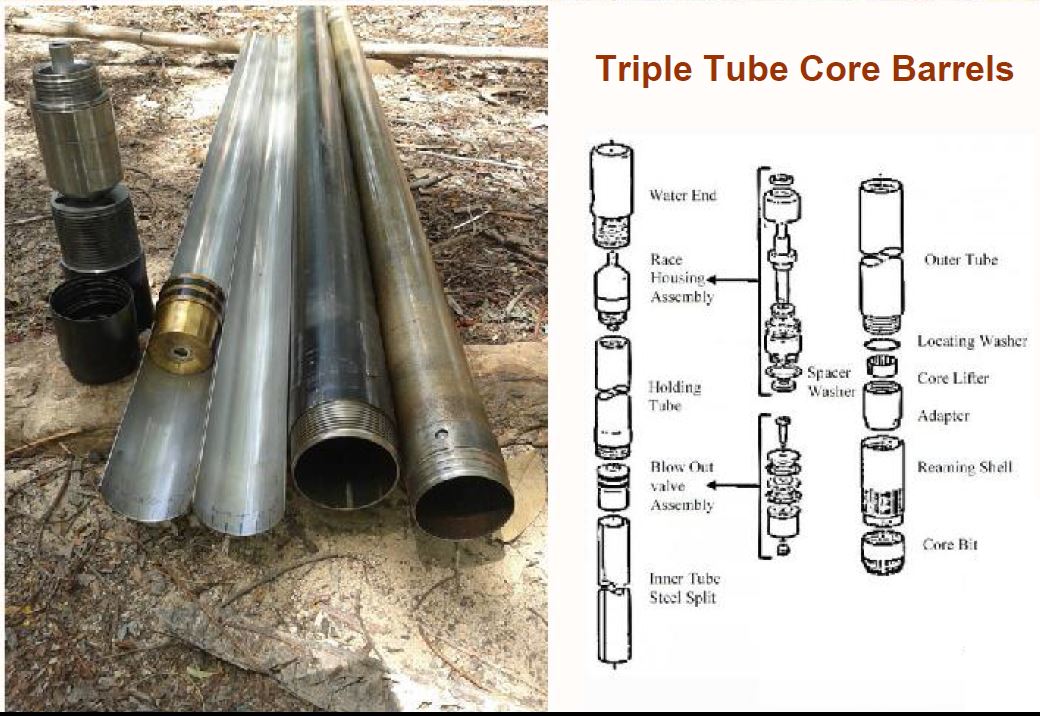 Triple Tube Core Barrels
Water End
Race
Housing
Assembly
Holding
Tube
Blow Out
valve
Assembly
Inner Tube
Steel Split
Spacer
Washer
Outer Tube
Locating Washer
Core Lifter
Adapter
Reaming Shell
Core Bit